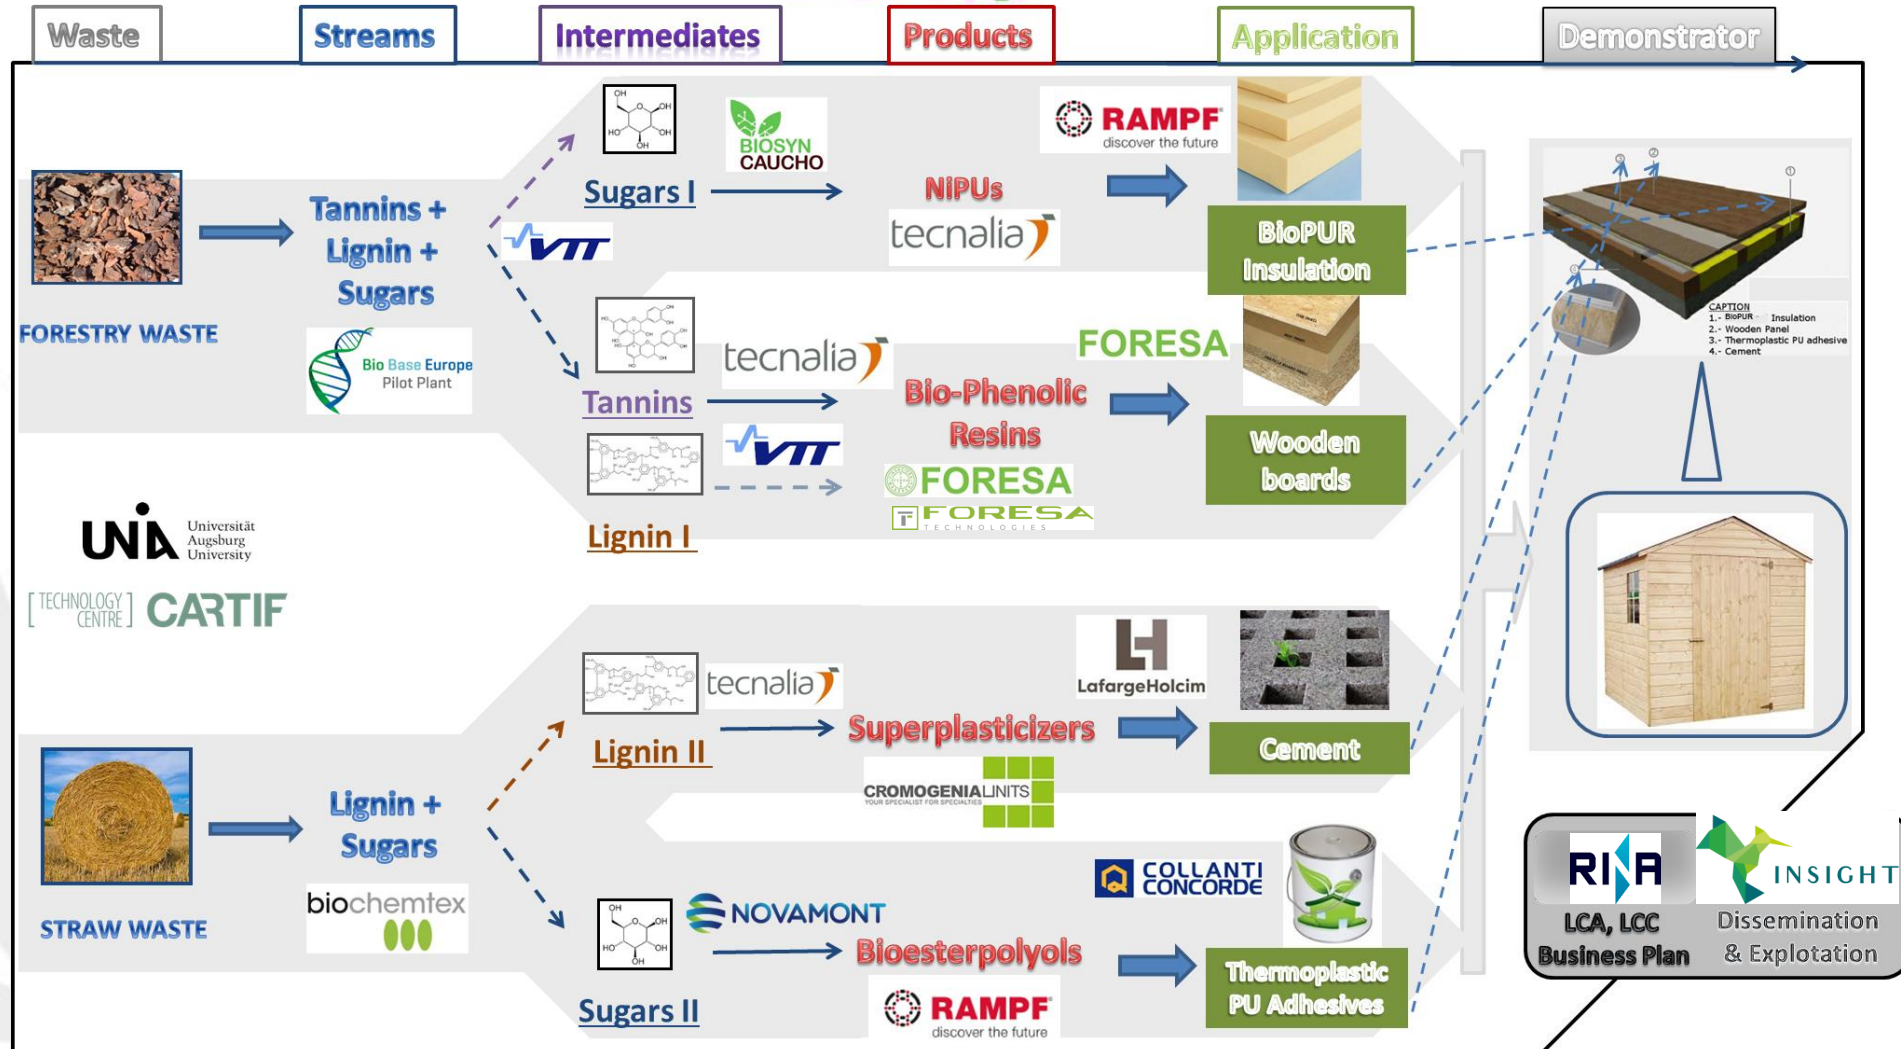 Waste
Streams
Intermediates
Products
Application
Demonstrator
FORESTRY WASTE
Tannins +
Lignin +
Sugars
Bio Base Europe
Pilot Plant
VTT
Sugars I
BIOSYN
CAUCHO
NiPUs
tecnalia
RAMPF
discover the future
BioPUR
Insulation
Tannins
tecnalia
VTT
Lignin I
Bio-Phenolic
Resins
FORESA
FORESA
TECHNOLOGIES
FORESA
Wooden
boards
UNIA
Universität
Augsburg
University
[TECHNOLOGY
CENTRE] CARTIF
STRAW WASTE
Lignin +
Sugars
biochemtex
Lignin II
tecnalia
Superplasticizers
CROMOGENIA UNITS
YOUR SPECIALIST FOR SPECIALTIES
LafargeHolcim
Cement
Sugars II
NOVAMONT
Bioesterpolyols
RAMPF
discover the future
COLLANTI
CONCORDE
Thermoplastic
PU Adhesives
CAPTION
1.- BioPUR Insulation
2.- Wooden Panel
3.- Thermoplastic PU adhesive
4.- Cement
RINA
LCA, LCC
Business Plan
INSIGHT
Dissemination
& Explotation